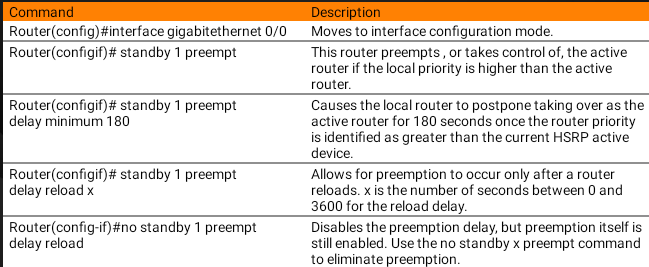 Command Description
Router(config)#interface gigabitethernet 0/0 Moves to interface configuration mode.
Router(configif)# standby 1 preempt This router preempts , or takes control of, the active
router if the local priority is higher than the active
router.
Router(configif)# standby 1 preempt Causes the local router to postpone taking over as the
delay minimum 180 active router for 180 seconds once the router priority
is identified as greater than the current HSRP active
device.
Router(configif)# standby 1 preempt Allows for preemption to occur only after a router
delay reload x reloads. x is the number of seconds between 0 and
3600 for the reload delay.
Router(config-if)#no standby 1 preempt Disables the preemption delay, but preemption itself is
delay reload still enabled. Use the no standby x preempt command
to eliminate preemption.